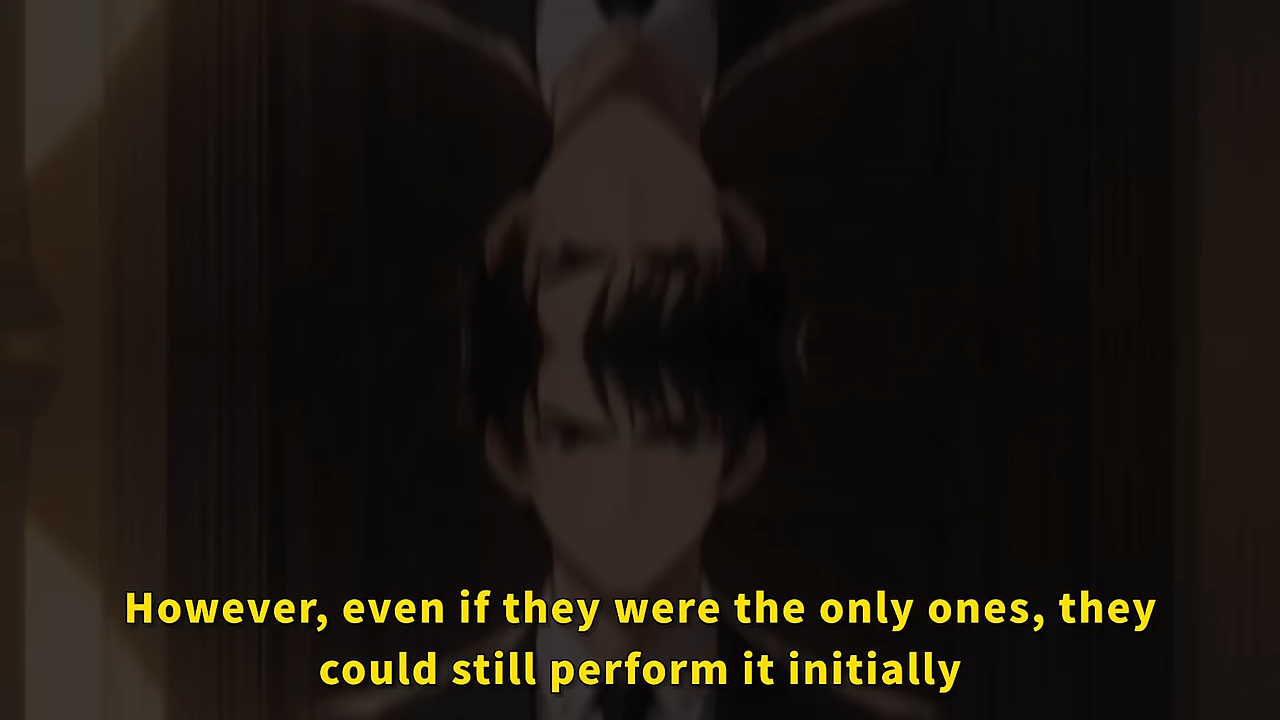 However, even if they were the only ones, they
could still perform it initially